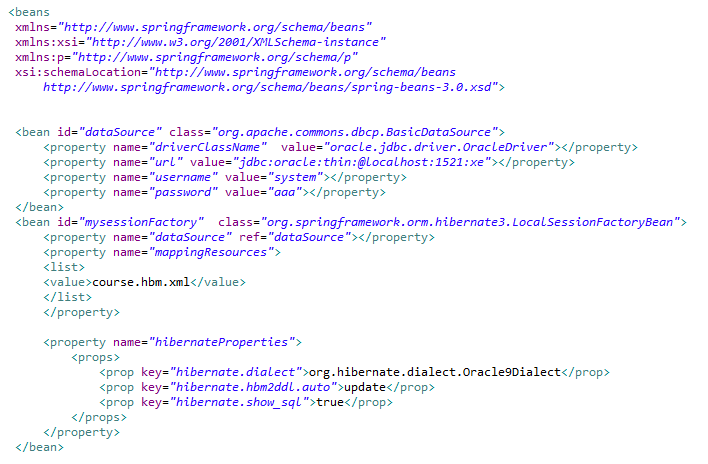 <beans
xmlns="http://www.springframework.org/schema/beans"
xmlns:xsi="http://www.w3.org/2001/XMLSchema-instance"
xmlns:p="http://www.springframework.org/schema/p"
xsi:schemaLocation="http://www.springframework.org/schema/beans
http://www.springframework.org/schema/beans/spring-beans-3.0.xsd">
<bean id="dataSource" class="org.apache.commons.dbcp.BasicDataSource">
<property name="driverClassName"  value="oracle.jdbc.driver.OracleDriver"></property>
<property name="url" value="jdbc:oracle:thin:@localhost:1521:xe"></property>
<property name="username" value="system"></property>
<property name="password" value="aaa"></property>
</bean>
<bean id="mysessionFactory"  class="org.springframework.orm.hibernate3.LocalSessionFactoryBean">
<property name="dataSource" ref="dataSource"></property>
<property name="mappingResources">
<list>
<value>course.hbm.xml</value>
</list>
</property>
<property name="hibernateProperties">
<props>
<prop key="hibernate.dialect">org.hibernate.dialect.Oracle9Dialect</prop>
<prop key="hibernate.hbm2ddl.auto">update</prop>
<prop key="hibernate.show_sql">true</prop>
</props>
</property>
</bean>